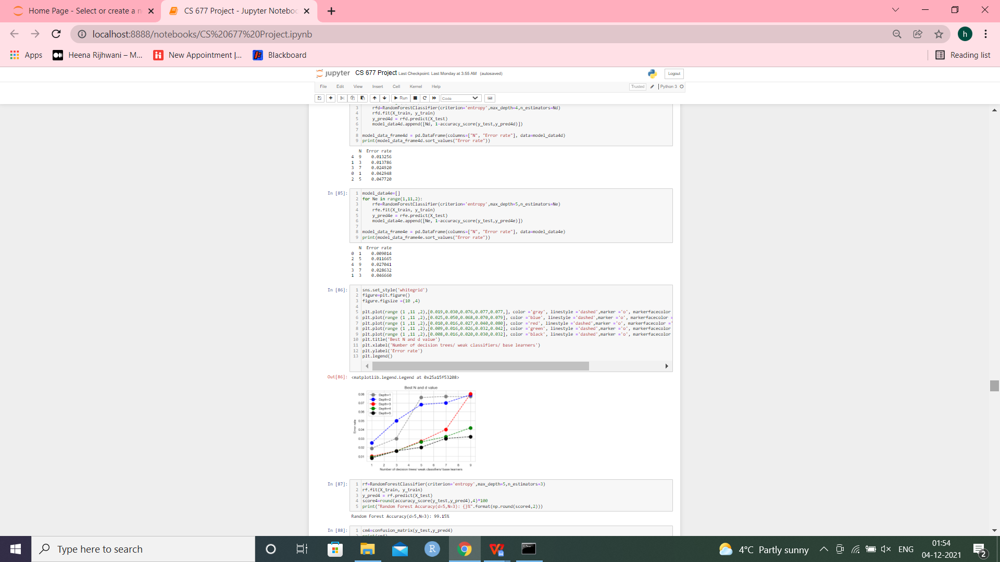 Home Page - Select or create a n
CS 677 Project - Jupyter Noteboo
localhost:8888/notebooks/CS%20677%20Project.ipynb
h
Apps
Heena Rijhwani – M...
New Appointment |...
Blackboard
Reading list
jupyter CS 677 Project Last Checkpoint: Last Monday at 3:55 AM (autosaved)
Logout
File Edit View Insert Cell Kernel Help
Trusted Python 3
Run Code
3 rfd=RandomForestClassifier(criterion='entropy',max_depth=4,n_estimators=Nd)
4 rfd.fit(X_train, y_train)
5 y_pred4d = rfd.predict(X_test)
6 model_data4d.append([Nd, 1-accuracy_score(y_test,y_pred4d)])
7
8 model_data_frame4d = pd.DataFrame(columns=["N", "Error rate"], data=model_data4d)
9 print(model_data_frame4d.sort_values("Error rate"))
N Error rate
4 9 0.013256
1 3 0.013786
3 7 0.024920
0 1 0.042948
2 5 0.047720
In [85]:
1 model_data4e=[]
2 for Ne in range(1,11,2):
3 rfe=RandomForestClassifier(criterion='entropy',max_depth=5,n_estimators=Ne)
4 rfe.fit(X_train, y_train)
5 y_pred4e = rfe.predict(X_test)
6 model_data4e.append([Ne, 1-accuracy_score(y_test,y_pred4e)])
7
8 model_data_frame4e = pd.DataFrame(columns=["N", "Error rate"], data=model_data4e)
9 print(model_data_frame4e.sort_values("Error rate"))
N Error rate
0 1 0.009014
2 5 0.011665
4 9 0.027041
3 7 0.028632
1 3 0.046660
In [86]:
1 sns.set_style('whitegrid')
2 figure=plt.figure()
3 figure.figsize =(10 ,4)
4
5 plt.plot(range (1 ,11 ,2),[0.019,0.030,0.076,0.077,0.077,], color ='gray', linestyle ='dashed',marker ='o', markerfacecolor
6 plt.plot(range (1 ,11 ,2),[0.025,0.050,0.068,0.070,0.079], color ='blue', linestyle ='dashed',marker ='o', markerfacecolor =
7 plt.plot(range (1 ,11 ,2),[0.010,0.016,0.027,0.040,0.080], color ='red', linestyle ='dashed',marker ='o', markerfacecolor ='
8 plt.plot(range (1 ,11 ,2),[0.009,0.016,0.026,0.032,0.042], color ='green', linestyle ='dashed',marker ='o', markerfacecolor
9 plt.plot(range (1 ,11 ,2),[0.008,0.016,0.020,0.030,0.032], color ='black', linestyle ='dashed',marker ='o', markerfacecolor
10 plt.title('Best N and d value')
11 plt.xlabel('Number of decision trees/ weak classifiers/ base learners')
12 plt.ylabel('Error rate')
13 plt.legend()
Out[86]: <matplotlib.legend.Legend at 0x25a15f53208>
Best N and d value
Depth=1
Depth=2
Depth=3
Depth=4
Depth=5
0.08
0.07
0.06
0.05
0.04
0.03
0.02
0.01
Error rate
1 2 3 4 5 6 7 8 9
Number of decision trees/ weak classifiers/ base learners
In [87]:
1 rf=RandomForestClassifier(criterion='entropy',max_depth=5,n_estimators=3)
2 rf.fit(X_train, y_train)
3 y_pred4 = rf.predict(X_test)
4 score4=round(accuracy_score(y_test,y_pred4),4)*100
5 print("Random Forest Accuracy(d=5,N=3): {}%".format(np.round(score4,2)))
Random Forest Accuracy(d=5,N=3): 99.15%
In [88]:
1 cm4=confusion_matrix(y_test,y_pred4)
Type here to search
R
4°C Partly sunny
ENG
01:54
04-12-2021
2